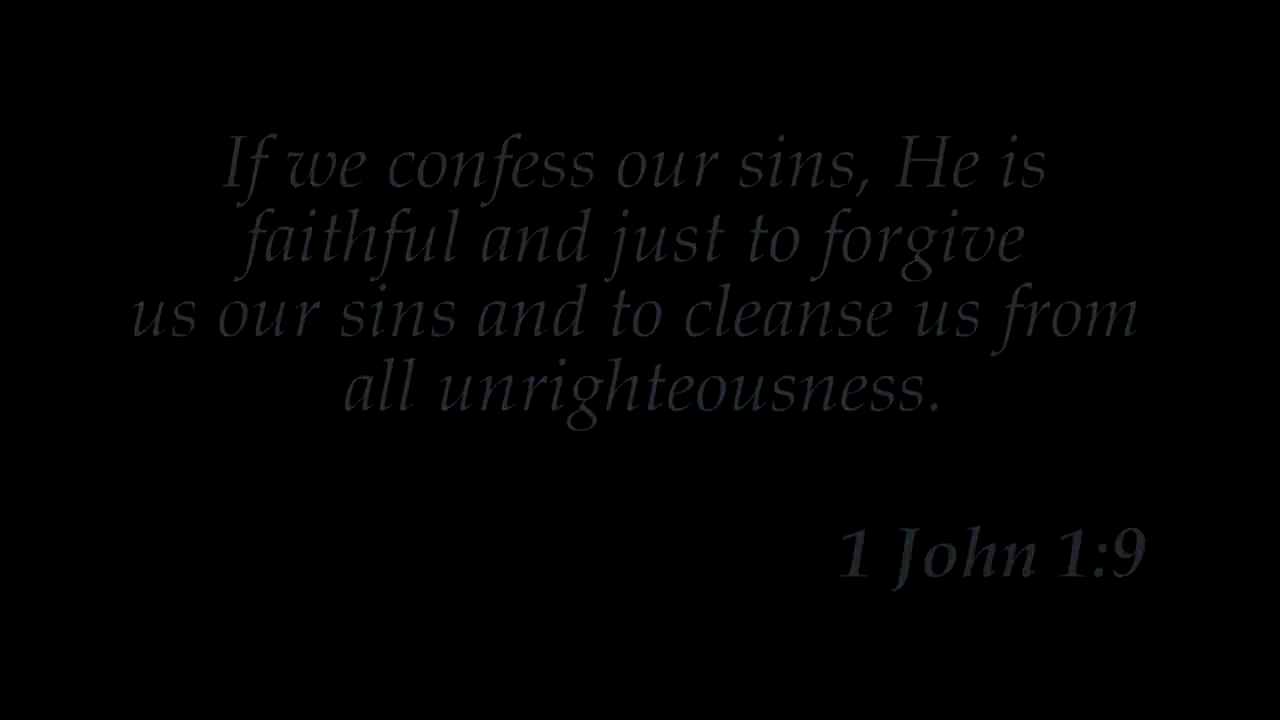 If we confess our sins, He is
faithful and just to forgive
us our sins and to cleanse us from
all unrighteousness.
1 John 1:9